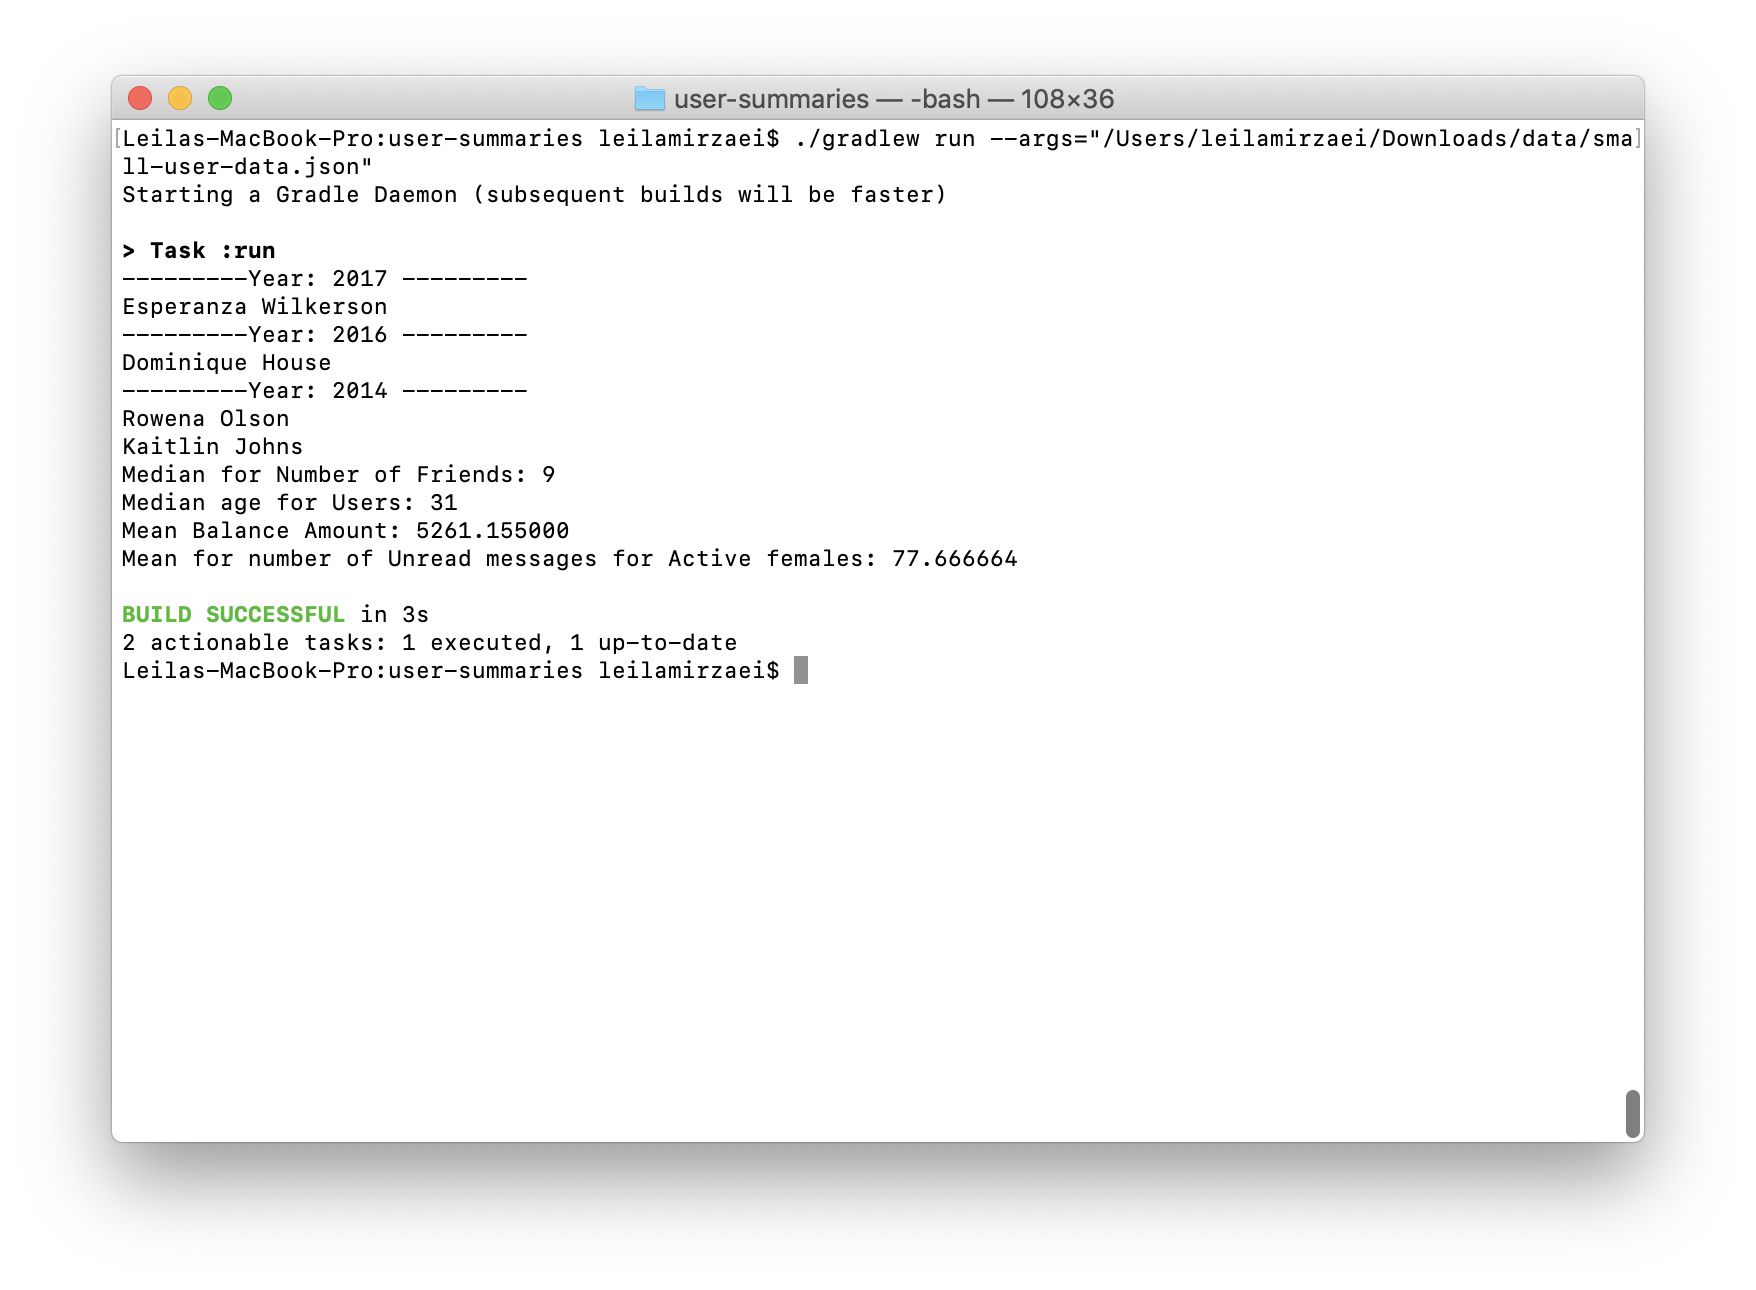 user-summaries — -bash — 108×36
Leilas-MacBook-Pro:user-summaries leilamirzaei$ ./gradlew run --args="/Users/leilamirzaei/Downloads/data/sma
ll-user-data.json"
Starting a Gradle Daemon (subsequent builds will be faster)
> Task :run
---------Year: 2017 ---------
Esperanza Wilkerson
---------Year: 2016 ---------
Dominique House
---------Year: 2014 ---------
Rowena Olson
Kaitlin Johns
Median for Number of Friends: 9
Median age for Users: 31
Mean Balance Amount: 5261.155000
Mean for number of Unread messages for Active females: 77.666664
BUILD SUCCESSFUL in 3s
2 actionable tasks: 1 executed, 1 up-to-date
Leilas-MacBook-Pro:user-summaries leilamirzaei$